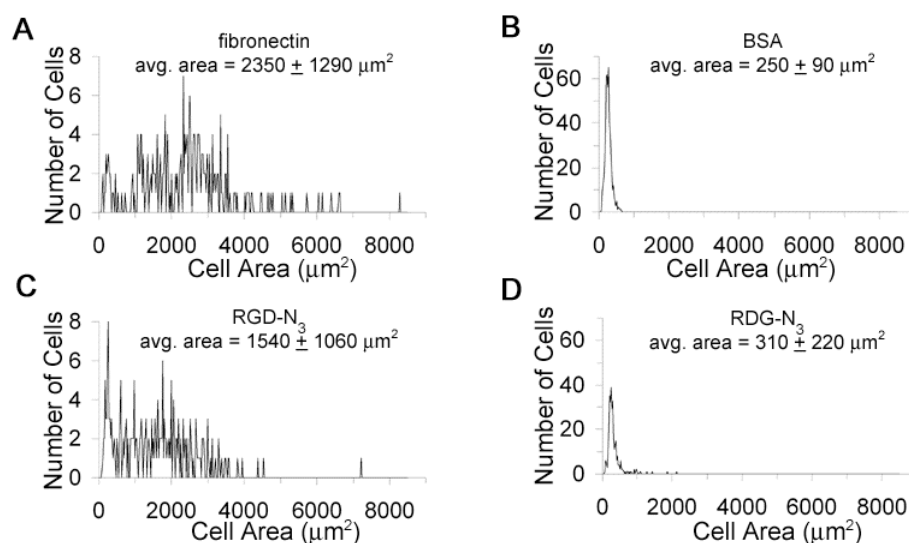 A
fibronectin
avg. area = 2350 ± 1290 μm²
Number of Cells
8
6
4
2
0
0 2000 4000 6000 8000
Cell Area (μm²)
B
BSA
avg. area = 250 ± 90 μm²
Number of Cells
60
40
20
0
0 2000 4000 6000 8000
Cell Area (μm²)
C
RGD-N₃
avg. area = 1540 ± 1060 μm²
Number of Cells
8
6
4
2
0
0 2000 4000 6000 8000
Cell Area (μm²)
D
RDG-N₃
avg. area = 310 ± 220 μm²
Number of Cells
60
40
20
0
0 2000 4000 6000 8000
Cell Area (μm²)